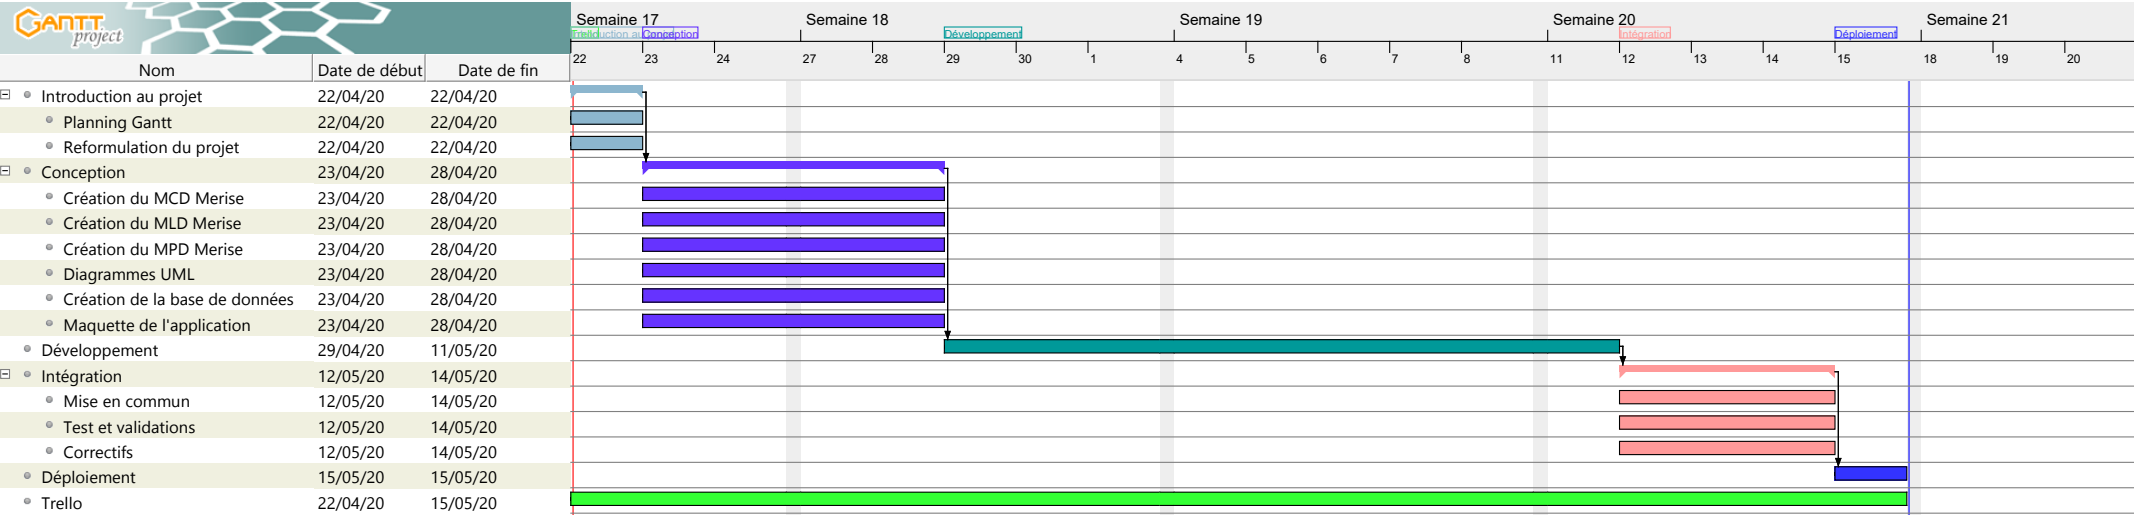 GANTT
project
Semaine 17 Semaine 18 Semaine 19 Semaine 20 Semaine 21
Conception Développement Intégration Déploiement
Nom Date de début Date de fin 22 23 24 27 28 29 30 1 4 5 6 7 8 11 12 13 14 15 18 19 20
Introduction au projet 22/04/20 22/04/20
Planning Gantt 22/04/20 22/04/20
Reformulation du projet 22/04/20 22/04/20
Conception 23/04/20 28/04/20
Création du MCD Merise 23/04/20 28/04/20
Création du MLD Merise 23/04/20 28/04/20
Création du MPD Merise 23/04/20 28/04/20
Diagrammes UML 23/04/20 28/04/20
Création de la base de données 23/04/20 28/04/20
Maquette de l'application 23/04/20 28/04/20
Développement 29/04/20 11/05/20
Intégration 12/05/20 14/05/20
Mise en commun 12/05/20 14/05/20
Test et validations 12/05/20 14/05/20
Correctifs 12/05/20 14/05/20
Déploiement 15/05/20 15/05/20
Trello 22/04/20 15/05/20